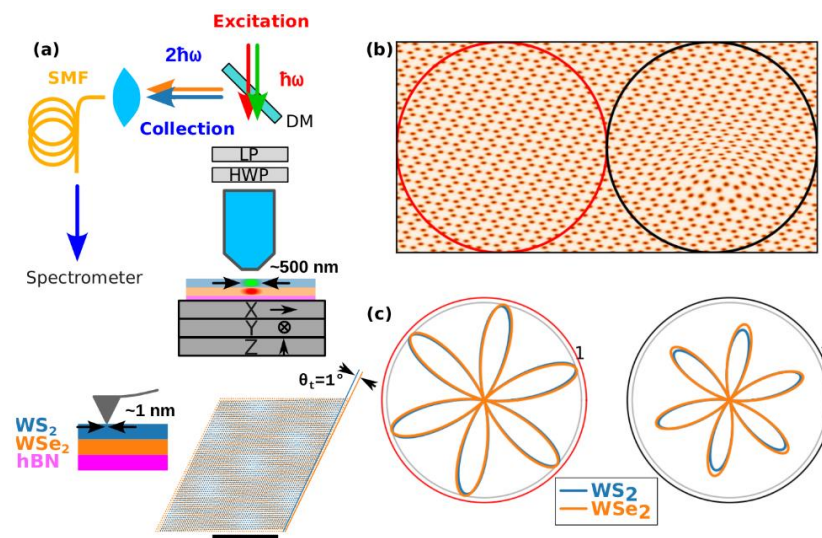 (a)
Excitation
2ħω
ħω
SMF
DM
Collection
LP
HWP
~500 nm
Spectrometer
X
Y
Z
θt=1°
~1 nm
WS2
WSe2
hBN
(b)
(c)
1
WS2
WSe2